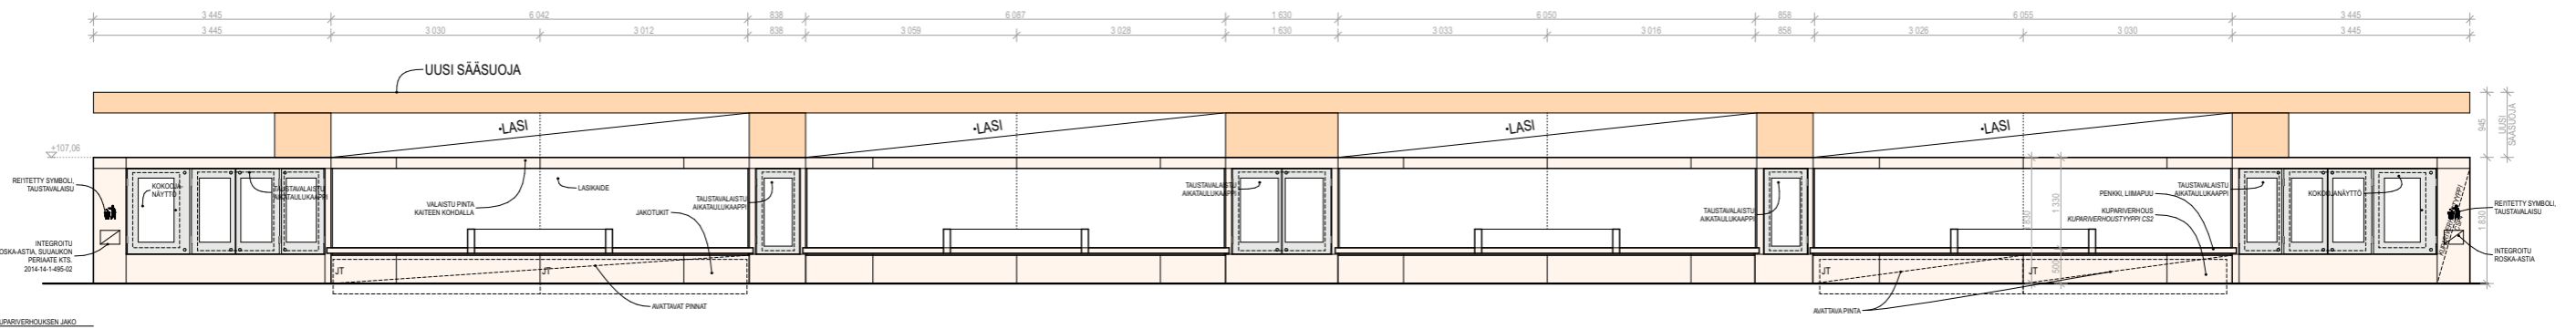 3 445
6 042
838
6 087
1 630
6 050
858
6 055
3 445
3 445
3 030
3 012
838
3 059
3 028
1 630
3 033
3 016
858
3 026
3 030
3 445
UUSI SÄÄSUOJA
LASI
LASI
LASI
LASI
945
UUSI
SÄÄSUOJA
+107,06
REI'ITETTY SYMBOLI,
TAUSTAVALAISU
KOKOOJA-
NÄYTTÖ
TAUSTAVALAISTU
AIKATAULUKAAPPI
VALAISTU PINTA
KAITEEN KOHDALLA
LASIKAIDE
JAKOTUKIT
TAUSTAVALAISTU
AIKATAULUKAAPPI
TAUSTAVALAISTU
AIKATAULUKAAPPI
TAUSTAVALAISTU
AIKATAULUKAAPPI
PENKKI, LIIMAPUU
KUPARIVERHOUS
KUPARIVERHOUSTYYPPI CS2
TAUSTAVALAISTU
AIKATAULUKAAPPI
KOKOOJANÄYTTÖ
1 330
500
1 830
REI'ITETTY SYMBOLI,
TAUSTAVALAISU
INTEGROITU
ROSKA-ASTIA
INTEGROITU
ROSKA-ASTIA, SUUAUKON
PERIAATE KTS.
2014-14-1-495-02
JT
JT
JT
JT
AVATTAVAT PINNAT
AVATTAVA PINTA
UPARIVERHOUKSEN JAKO